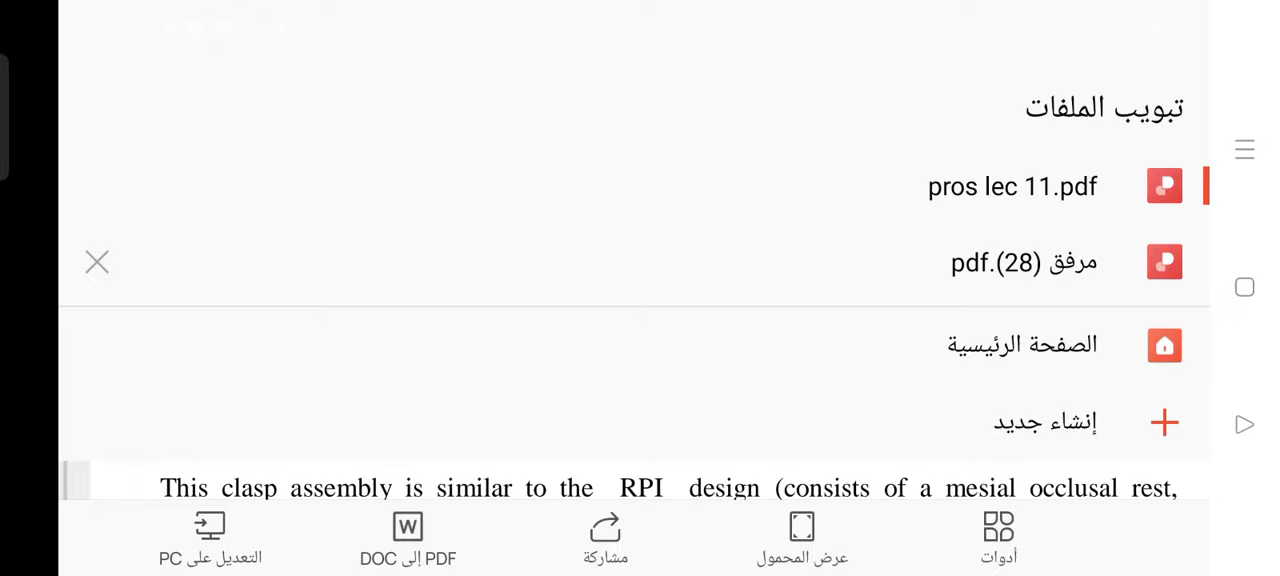 تبويب الملفات
pros lec 11.pdf
مرفق (28).pdf
الصفحة الرئيسية
إنشاء جديد
This clasp assembly is similar to the RPI design (consists of a mesial occlusal rest,
أدوات
عرض المحمول
مشاركة
PDF إلى DOC
التعديل على PC